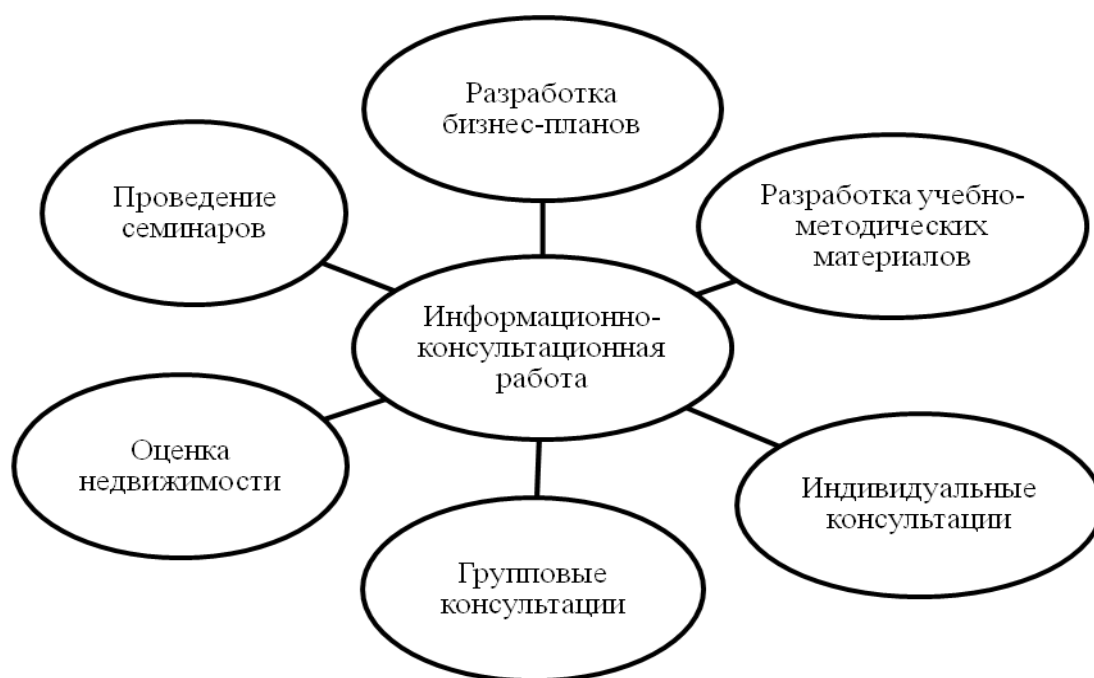 Разработка
бизнес-планов
Проведение
семинаров
Разработка учебно-
методических
материалов
Информационно-
консультационная
работа
Оценка
недвижимости
Индивидуальные
консультации
Групповые
консультации